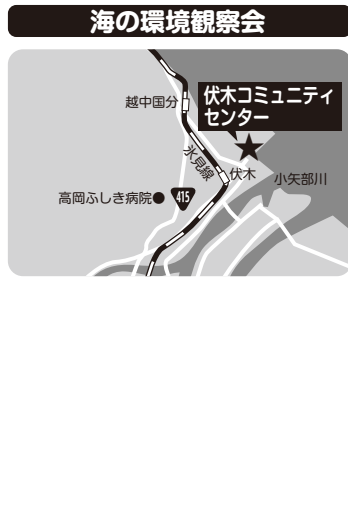 海の環境観察会
越中国分
伏木コミュニティ
センター
氷見線
伏木
小矢部川
高岡ふしき病院
415